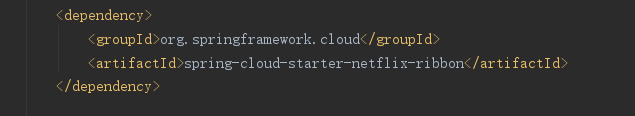 <dependency>
<groupId>org.springframework.cloud</groupId>
<artifactId>spring-cloud-starter-netflix-ribbon</artifactId>
</dependency>